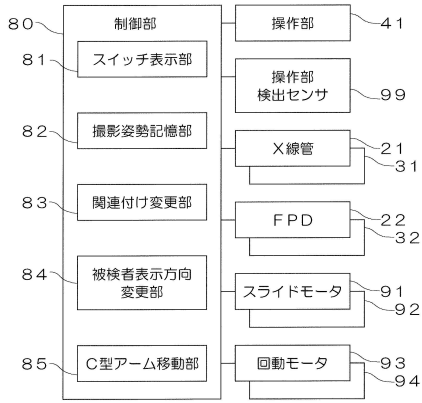 80
制御部
操作部
41
81
スイッチ表示部
操作部
検出センサ
99
82
撮影姿勢記憶部
X線管
21
31
83
関連付け変更部
FPD
22
32
84
被検者表示方向
変更部
スライドモータ
91
92
85
C型アーム移動部
回動モータ
93
94